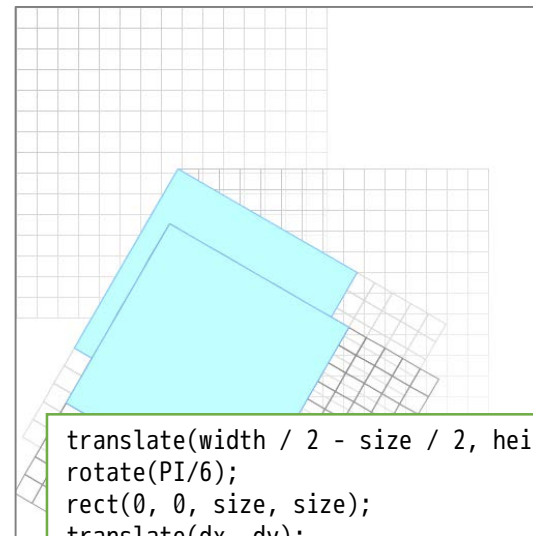 translate(width / 2 - size / 2, hei
rotate(PI/6);
rect(0, 0, size, size);
translate(dx, dy);